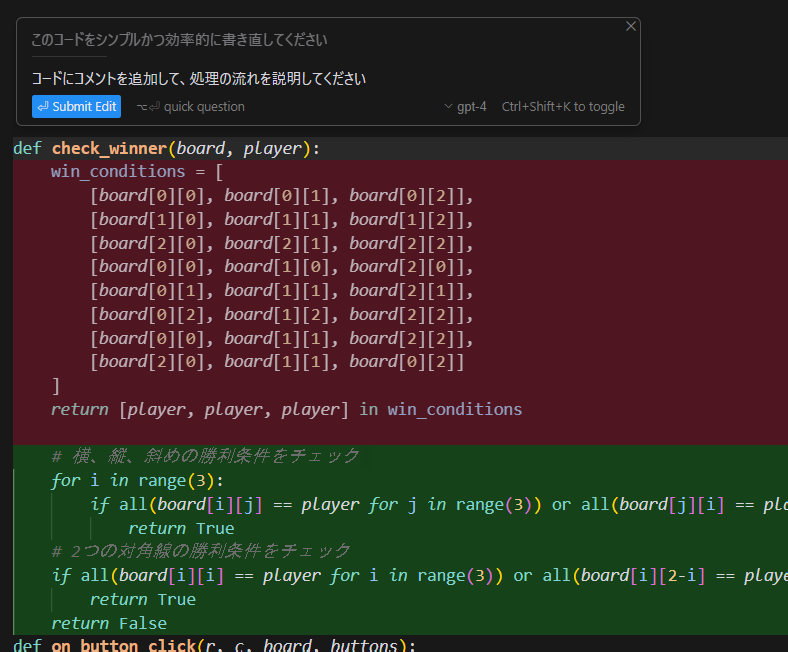 このコードをシンプルかつ効率的に書き直してください
コードにコメントを追加して、処理の流れを説明してください
⏎ Submit Edit ⌥⏎ quick question gpt-4 Ctrl+Shift+K to toggle
def check_winner(board, player):
    win_conditions = [
        [board[0][0], board[0][1], board[0][2]],
        [board[1][0], board[1][1], board[1][2]],
        [board[2][0], board[2][1], board[2][2]],
        [board[0][0], board[1][0], board[2][0]],
        [board[0][1], board[1][1], board[2][1]],
        [board[0][2], board[1][2], board[2][2]],
        [board[0][0], board[1][1], board[2][2]],
        [board[2][0], board[1][1], board[0][2]]
    ]
    return [player, player, player] in win_conditions
    # 横、縦、斜めの勝利条件をチェック
    for i in range(3):
        if all(board[i][j] == player for j in range(3)) or all(board[j][i] == pl
            return True
    # 2つの対角線の勝利条件をチェック
    if all(board[i][i] == player for i in range(3)) or all(board[i][2-i] == playe
        return True
    return False
def on_button_click(r, c, board, buttons):